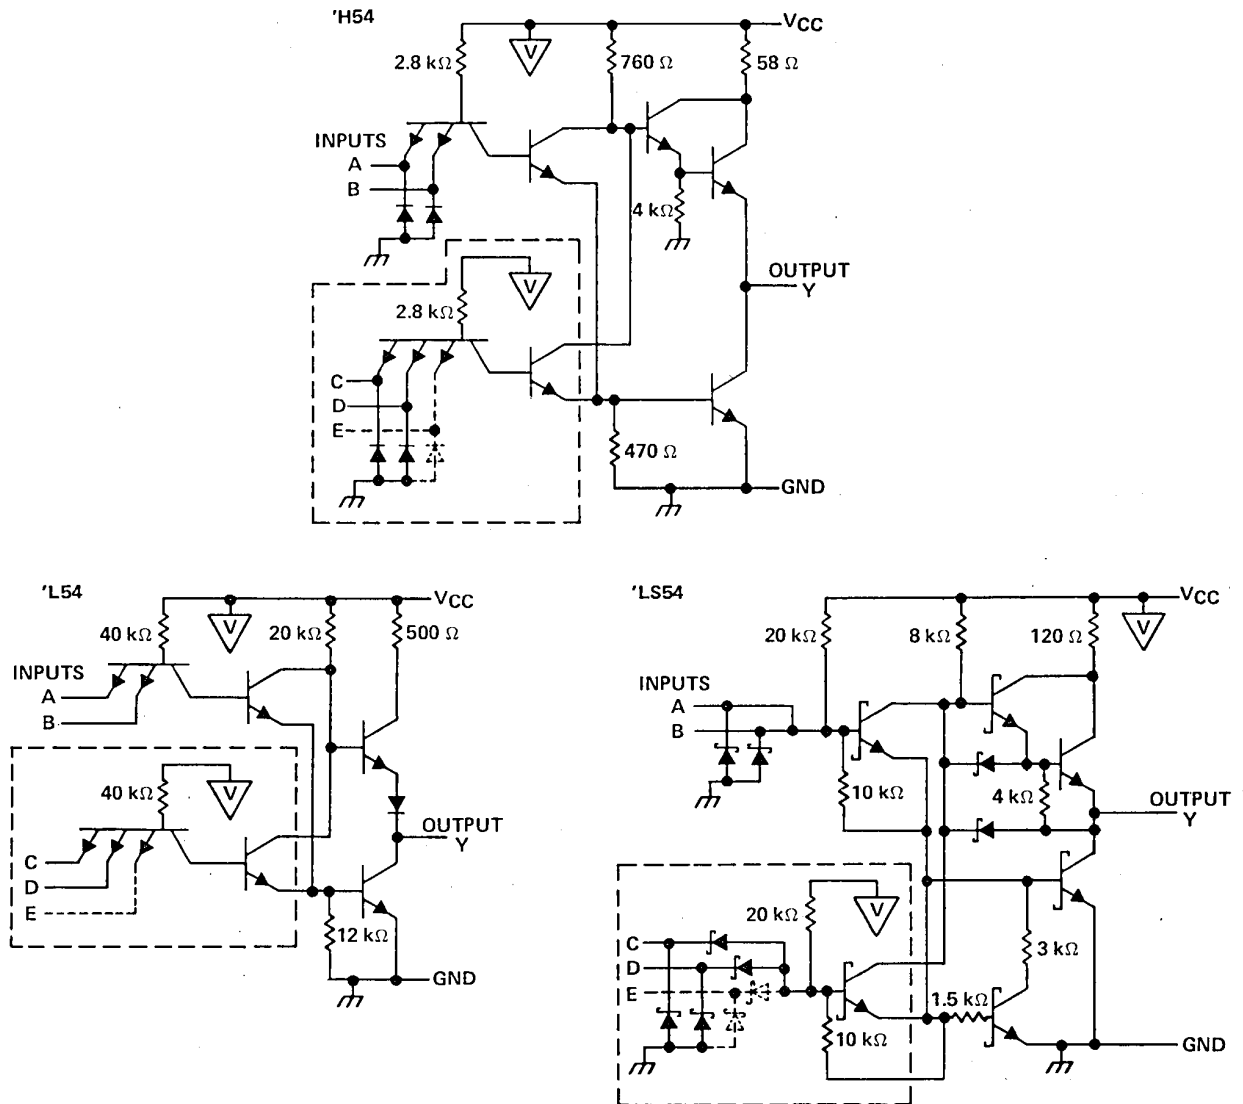 'H54
VCC
V
2.8 kΩ
760 Ω
58 Ω
INPUTS
A
B
4 kΩ
OUTPUT
Y
V
2.8 kΩ
C
D
E
470 Ω
GND
'L54
VCC
V
40 kΩ
20 kΩ
500 Ω
INPUTS
A
B
V
40 kΩ
OUTPUT
Y
C
D
E
12 kΩ
GND
'LS54
VCC
V
20 kΩ
8 kΩ
120 Ω
INPUTS
A
B
10 kΩ
4 kΩ
OUTPUT
Y
V
20 kΩ
C
D
E
3 kΩ
1.5 kΩ
10 kΩ
GND